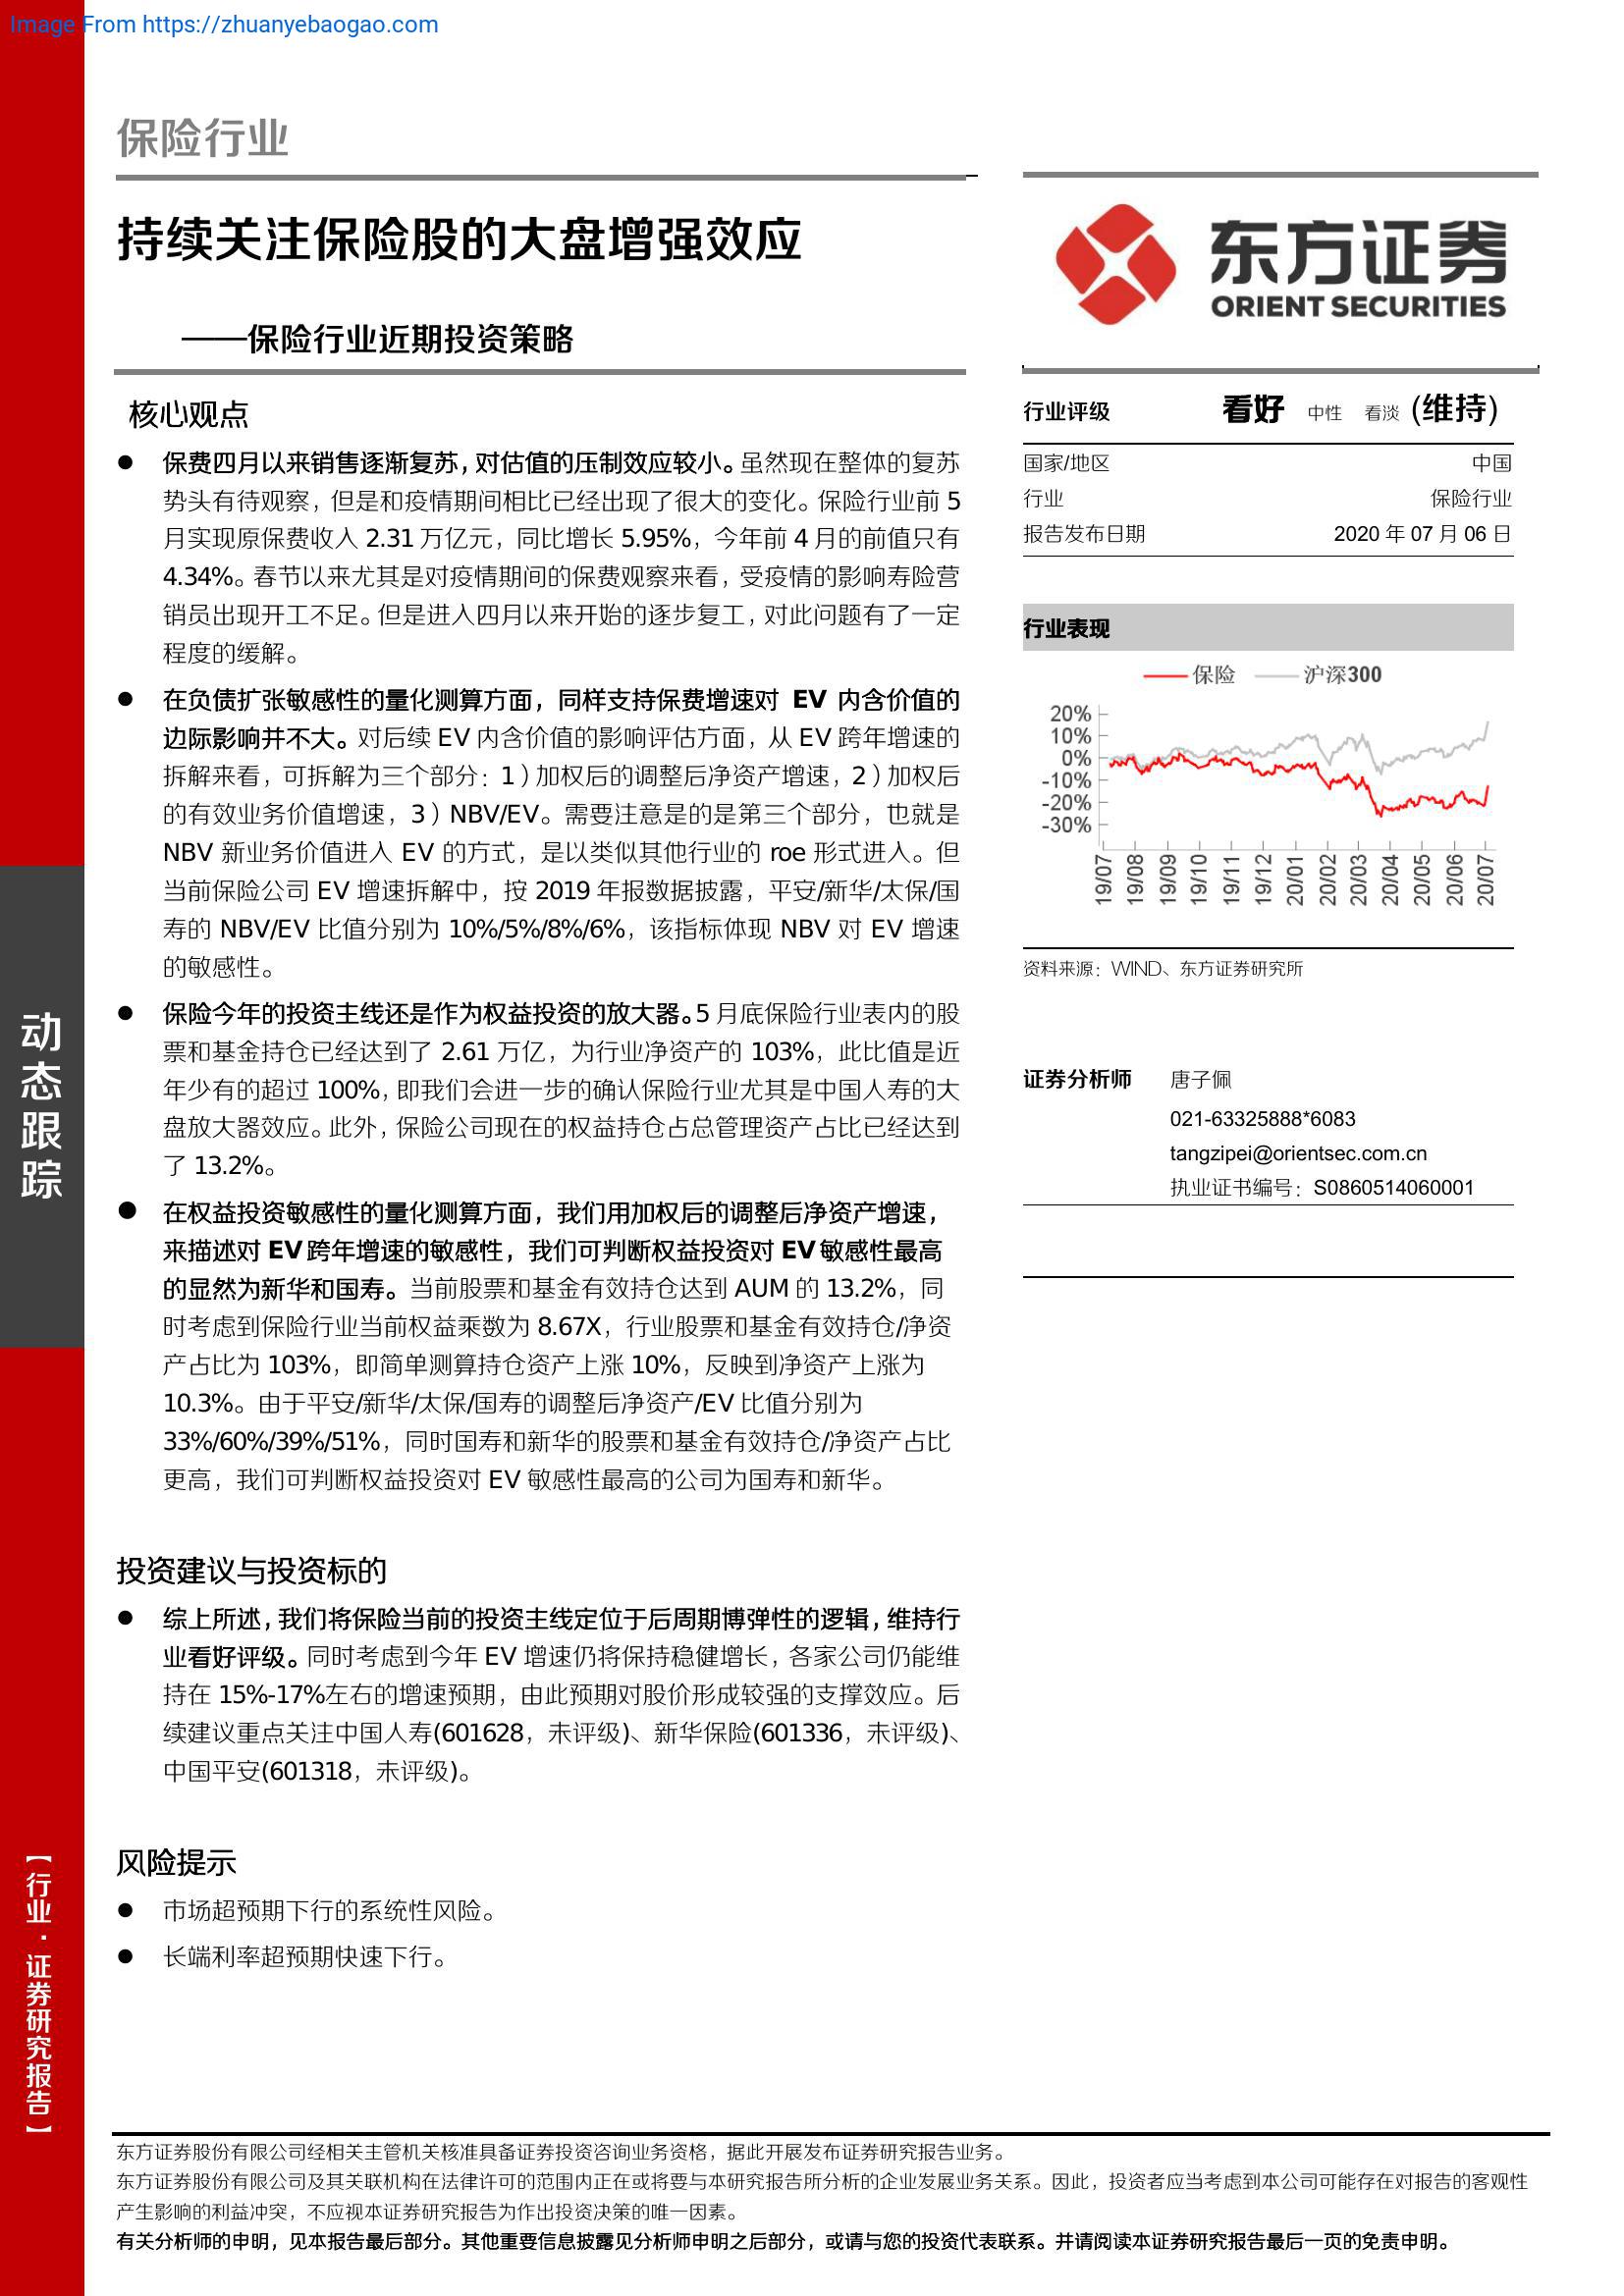 Image From https://zhuanyebaogao.com
保险行业
持续关注保险股的大盘增强效应
——保险行业近期投资策略
核心观点
● 保费四月以来销售逐渐复苏，对估值的压制效应较小。虽然现在整体的复苏
势头有待观察，但是和疫情期间相比已经出现了很大的变化。保险行业前 5
月实现原保费收入 2.31 万亿元，同比增长 5.95%，今年前 4 月的前值只有
4.34%。春节以来尤其是对疫情期间的保费观察来看，受疫情的影响寿险营
销员出现开工不足。但是进入四月以来开始的逐步复工，对此问题有了一定
程度的缓解。
● 在负债扩张敏感性的量化测算方面，同样支持保费增速对 EV 内含价值的
边际影响并不大。对后续 EV 内含价值的影响评估方面，从 EV 跨年增速的
拆解来看，可拆解为三个部分：1）加权后的调整后净资产增速，2）加权后
的有效业务价值增速，3）NBV/EV。需要注意是的是第三个部分，也就是
NBV 新业务价值进入 EV 的方式，是以类似其他行业的 roe 形式进入。但
当前保险公司 EV 增速拆解中，按 2019 年报数据披露，平安/新华/太保/国
寿的 NBV/EV 比值分别为 10%/5%/8%/6%，该指标体现 NBV 对 EV 增速
的敏感性。
● 保险今年的投资主线还是作为权益投资的放大器。5 月底保险行业表内的股
票和基金持仓已经达到了 2.61 万亿，为行业净资产的 103%，此比值是近
年少有的超过 100%，即我们会进一步的确认保险行业尤其是中国人寿的大
盘放大器效应。此外，保险公司现在的权益持仓占总管理资产占比已经达到
了 13.2%。
● 在权益投资敏感性的量化测算方面，我们用加权后的调整后净资产增速，
来描述对 EV 跨年增速的敏感性，我们可判断权益投资对 EV 敏感性最高
的显然为新华和国寿。当前股票和基金有效持仓达到 AUM 的 13.2%，同
时考虑到保险行业当前权益乘数为 8.67X，行业股票和基金有效持仓/净资
产占比为 103%，即简单测算持仓资产上涨 10%，反映到净资产上涨为
10.3%。由于平安/新华/太保/国寿的调整后净资产/EV 比值分别为
33%/60%/39%/51%，同时国寿和新华的股票和基金有效持仓/净资产占比
更高，我们可判断权益投资对 EV 敏感性最高的公司为国寿和新华。
投资建议与投资标的
● 综上所述，我们将保险当前的投资主线定位于后周期博弹性的逻辑，维持行
业看好评级。同时考虑到今年 EV 增速仍将保持稳健增长，各家公司仍能维
持在 15%-17%左右的增速预期，由此预期对股价形成较强的支撑效应。后
续建议重点关注中国人寿(601628，未评级)、新华保险(601336，未评级)、
中国平安(601318，未评级)。
风险提示
● 市场超预期下行的系统性风险。
● 长端利率超预期快速下行。
东方证券
ORIENT SECURITIES
行业评级 看好 中性 看淡 (维持)
国家/地区 中国
行业 保险行业
报告发布日期 2020 年 07 月 06 日
行业表现
保险 沪深300
20%
10%
0%
-10%
-20%
-30%
19/07 19/08 19/09 19/10 19/11 19/12 20/01 20/02 20/03 20/04 20/05 20/06 20/07
资料来源：WIND、东方证券研究所
证券分析师 唐子佩
021-63325888*6083
tangzipei@orientsec.com.cn
执业证书编号：S0860514060001
动态跟踪
【行业·证券研究报告】
东方证券股份有限公司经相关主管机关核准具备证券投资咨询业务资格，据此开展发布证券研究报告业务。
东方证券股份有限公司及其关联机构在法律许可的范围内正在或将要与本研究报告所分析的企业发展业务关系。因此，投资者应当考虑到本公司可能存在对报告的客观性
产生影响的利益冲突，不应视本证券研究报告为作出投资决策的唯一因素。
有关分析师的申明，见本报告最后部分。其他重要信息披露见分析师申明之后部分，或请与您的投资代表联系。并请阅读本证券研究报告最后一页的免责申明。